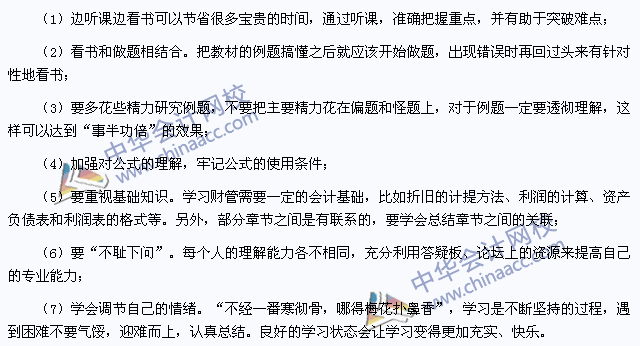 （1）边听课边看书可以节省很多宝贵的时间，通过听课，准确把握重点，并有助于突破难点；
（2）看书和做题相结合。把教材的例题搞懂之后就应该开始做题，出现错误时再回过头来有针对
性地看书；
（3）要多花些精力研究例题，不要把主要精力花在偏题和怪题上，对于例题一定要透彻理解，这
样可以达到“事半功倍”的效果；
（4）加强对公式的理解，牢记公式的使用条件；
（5）要重视基础知识。学习财管需要一定的会计基础，比如折旧的计提方法、利润的计算、资产
负债表和利润表的格式等。另外，部分章节之间是有联系的，要学会总结章节之间的关联；
（6）要“不耻下问”。每个人的理解能力各不相同，充分利用答疑板、论坛上的资源来提高自己
的专业能力；
（7）学会调节自己的情绪。“不经一番寒彻骨，哪得梅花扑鼻香”，学习是不断坚持的过程，遇
到困难不要气馁，迎难而上，认真总结。良好的学习状态会让学习变得更加充实、快乐。
中华会计网校
www.chinaacc.com
中华会计网校
www.chinaacc.com